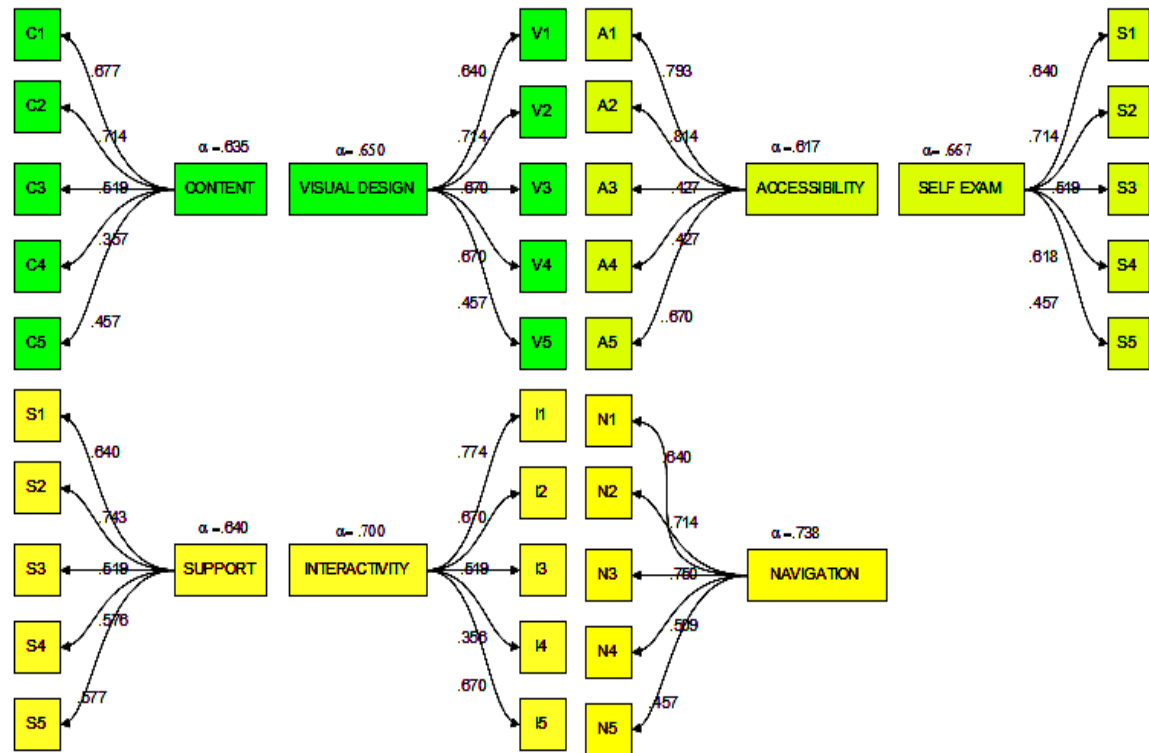 C1
.677
C2
.714
α = .635
C3
.519
CONTENT
C4
.357
C5
.457
V1
.640
V2
.714
α = .650
VISUAL DESIGN
.670
V3
V4
.670
V5
.457
A1
.793
A2
.814
α = .617
A3
.427
ACCESSIBILITY
A4
.427
A5
..670
S1
.640
S2
.714
α = .667
SELF EXAM
.519
S3
S4
.618
S5
.457
S1
.640
S2
.743
α = .640
S3
.519
SUPPORT
S4
.576
S5
.577
I1
.774
I2
.670
α = .700
INTERACTIVITY
.519
I3
I4
I5
.670
N1
.640
N2
.714
α = .738
N3
.760
NAVIGATION
N4
N5
.457